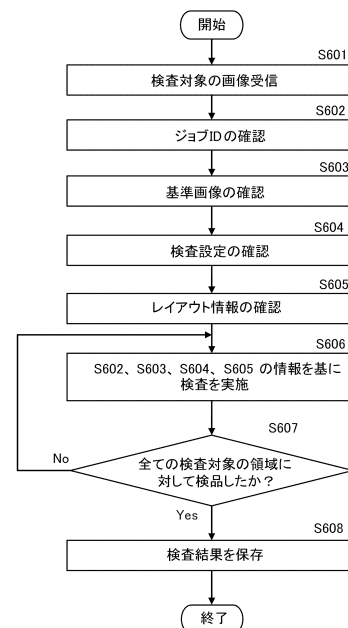 開始
S601
検査対象の画像受信
S602
ジョブIDの確認
S603
基準画像の確認
S604
検査設定の確認
S605
レイアウト情報の確認
S606
S602、S603、S604、S605 の情報を基に
検査を実施
S607
全ての検査対象の領域に
対して検品したか？
No
Yes
S608
検査結果を保存
終了